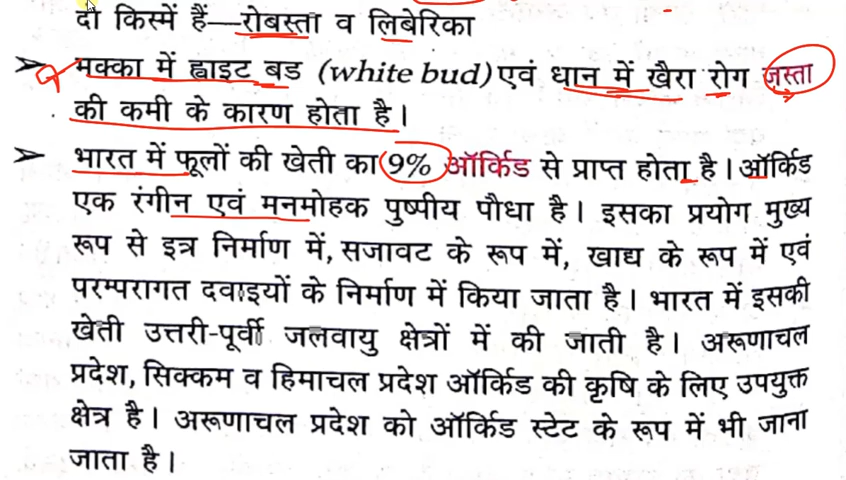 दो किस्में हैं—रोबस्ता व लिबेरिका
➢ मक्का में ह्वाइट बड (white bud) एवं धान में खैरा रोग जस्ता
की कमी के कारण होता है।
➢ भारत में फूलों की खेती का 9% ऑर्किड से प्राप्त होता है। ऑर्किड
एक रंगीन एवं मनमोहक पुष्पीय पौधा है। इसका प्रयोग मुख्य
रूप से इत्र निर्माण में, सजावट के रूप में, खाद्य के रूप में एवं
परम्परागत दवाइयों के निर्माण में किया जाता है। भारत में इसकी
खेती उत्तरी-पूर्वी जलवायु क्षेत्रों में की जाती है। अरूणाचल
प्रदेश, सिक्कम व हिमाचल प्रदेश ऑर्किड की कृषि के लिए उपयुक्त
क्षेत्र है। अरूणाचल प्रदेश को ऑर्किड स्टेट के रूप में भी जाना
जाता है।